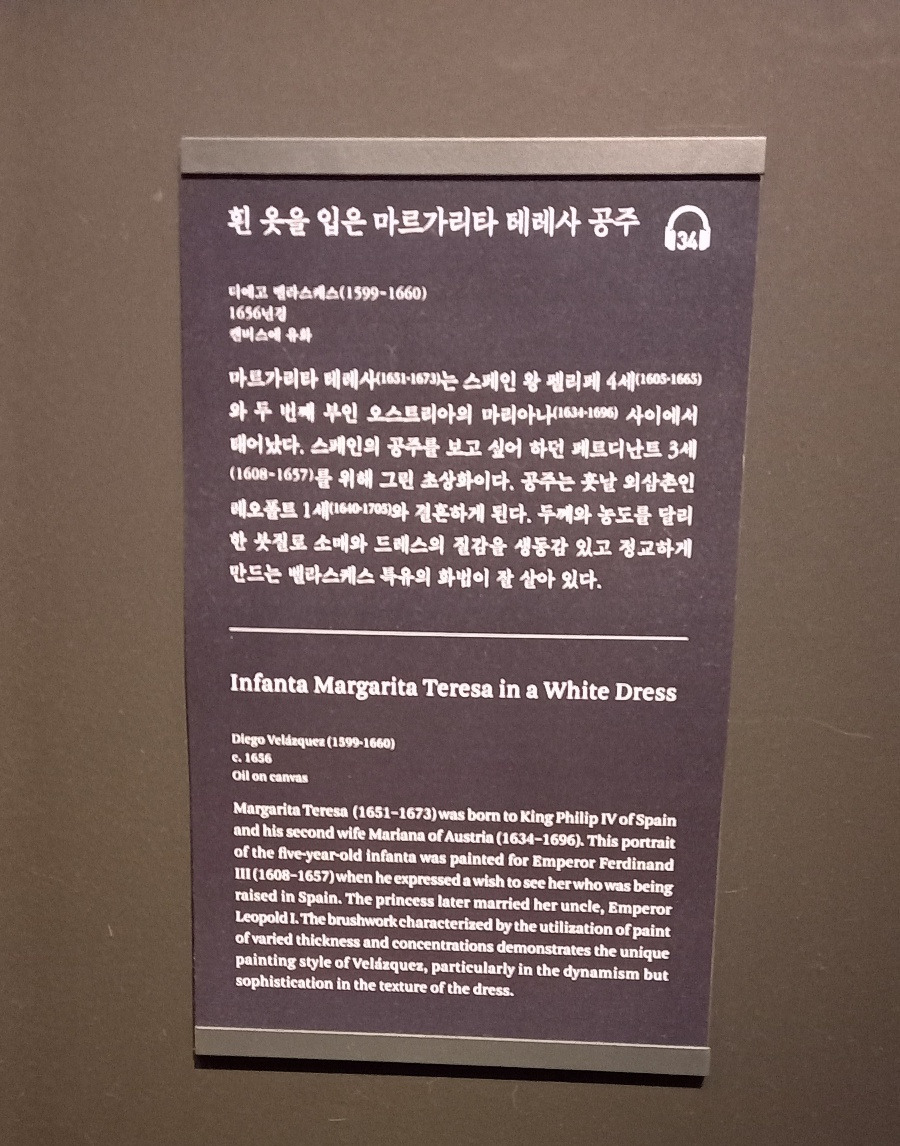 흰 옷을 입은 마르가리타 테레사 공주
34
디에고 벨라스케스(1599-1660)
1656년경
캔버스에 유화
마르가리타 테레사(1651-1673)는 스페인 왕 펠리페 4세(1605-1665)
와 두 번째 부인 오스트리아의 마리아나(1634-1696) 사이에서
태어났다. 스페인의 공주를 보고 싶어 하던 페르디난트 3세
(1608-1657)를 위해 그린 초상화이다. 공주는 훗날 외삼촌인
레오폴트 1세(1640-1705)와 결혼하게 된다. 두께와 농도를 달리
한 붓질로 소매와 드레스의 질감을 생동감 있고 정교하게
만드는 벨라스케스 특유의 화법이 잘 살아 있다.
Infanta Margarita Teresa in a White Dress
Diego Velázquez (1599-1660)
c. 1656
Oil on canvas
Margarita Teresa (1651–1673) was born to King Philip IV of Spain
and his second wife Mariana of Austria (1634–1696). This portrait
of the five-year-old infanta was painted for Emperor Ferdinand
III (1608–1657) when he expressed a wish to see her who was being
raised in Spain. The princess later married her uncle, Emperor
Leopold I. The brushwork characterized by the utilization of paint
of varied thickness and concentrations demonstrates the unique
painting style of Velázquez, particularly in the dynamism but
sophistication in the texture of the dress.